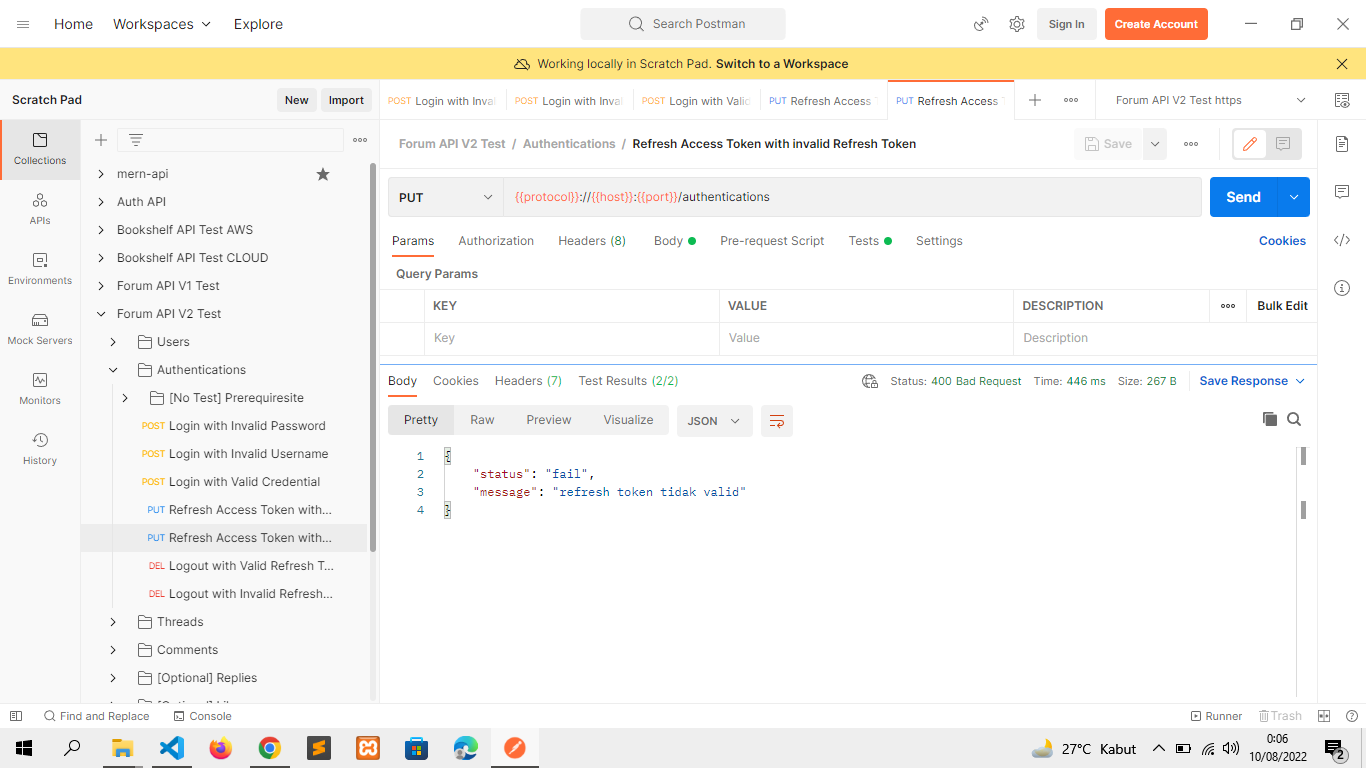 Home
Workspaces
Explore
Search Postman
Sign In
Create Account
Working locally in Scratch Pad. Switch to a Workspace
Scratch Pad
New
Import
POST Login with Inval
POST Login with Inval
POST Login with Valid
PUT Refresh Access T
PUT Refresh Access
Forum API V2 Test https
Collections
APIs
Environments
Mock Servers
Monitors
History
mern-api
Auth API
Bookshelf API Test AWS
Bookshelf API Test CLOUD
Forum API V1 Test
Forum API V2 Test
Users
Authentications
[No Test] Prerequiresite
POST Login with Invalid Password
POST Login with Invalid Username
POST Login with Valid Credential
PUT Refresh Access Token with...
PUT Refresh Access Token with...
DEL Logout with Valid Refresh T...
DEL Logout with Invalid Refresh...
Threads
Comments
[Optional] Replies
Forum API V2 Test / Authentications / Refresh Access Token with invalid Refresh Token
Save
PUT
{{protocol}}://{{host}}:{{port}}/authentications
Send
Params
Authorization
Headers (8)
Body
Pre-request Script
Tests
Settings
Cookies
Query Params
KEY
VALUE
DESCRIPTION
Bulk Edit
Key
Value
Description
Body
Cookies
Headers (7)
Test Results (2/2)
Status: 400 Bad Request
Time: 446 ms
Size: 267 B
Save Response
Pretty
Raw
Preview
Visualize
JSON
1 {
2 "status": "fail",
3 "message": "refresh token tidak valid"
4 }
Find and Replace
Console
Runner
Trash
27°C Kabut
0:06
10/08/2022
2